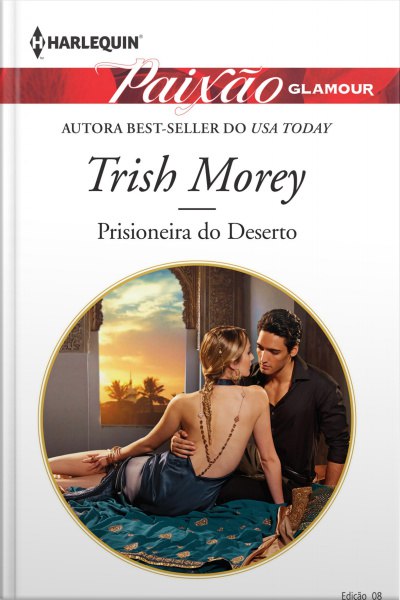 HARLEQUIN®
Paixão GLAMOUR
AUTORA BEST-SELLER DO USA TODAY
Trish Morey
Prisioneira do Deserto
Edição 08